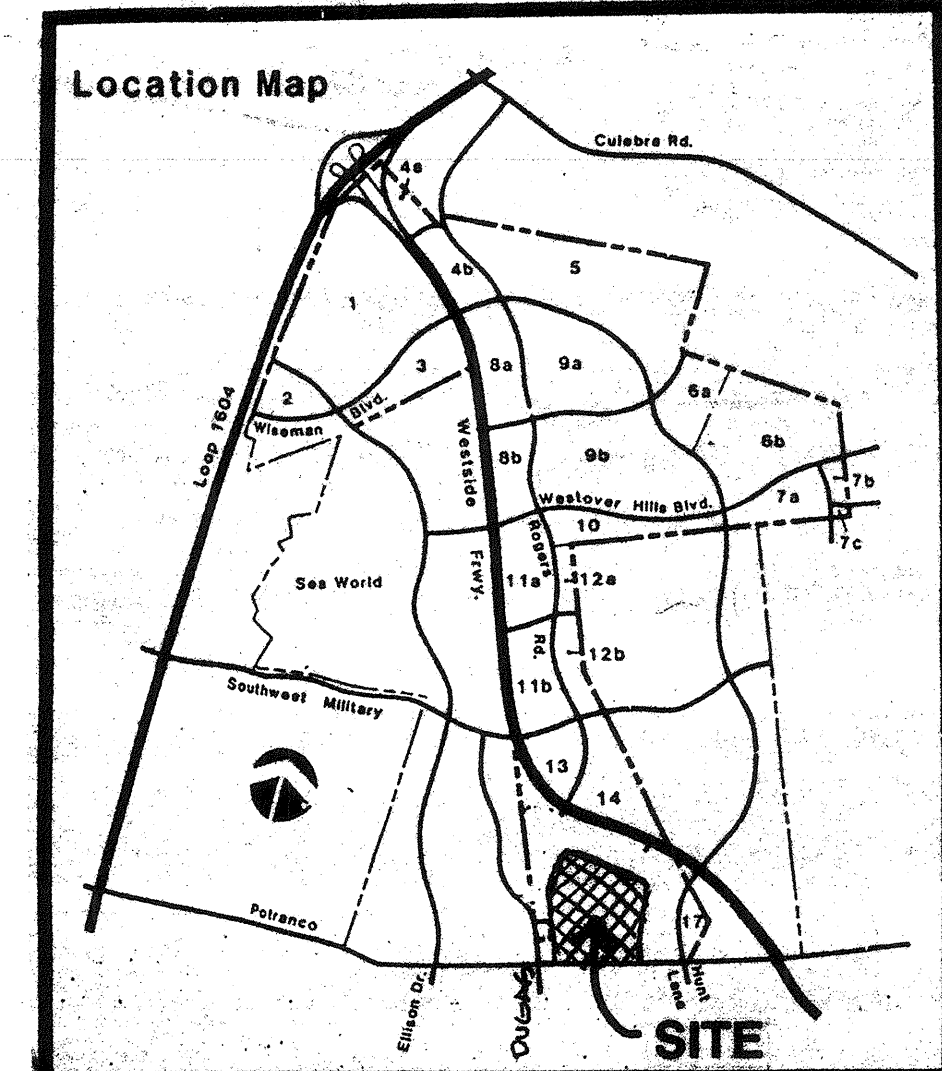 Location Map
Culebra Rd.
4a
4b
5
1
3
8a
9a
2
6a
Wiseman Blvd.
Loop 1604
Westside Frwy.
8b
9b
6b
Westover Hills Blvd.
7a
7b
7c
10
Rogers Rd.
Sea World
11a
12a
12b
11b
Southwest Military
13
14
Potranco
17
Ellison Dr.
Hunt Lane
SITE